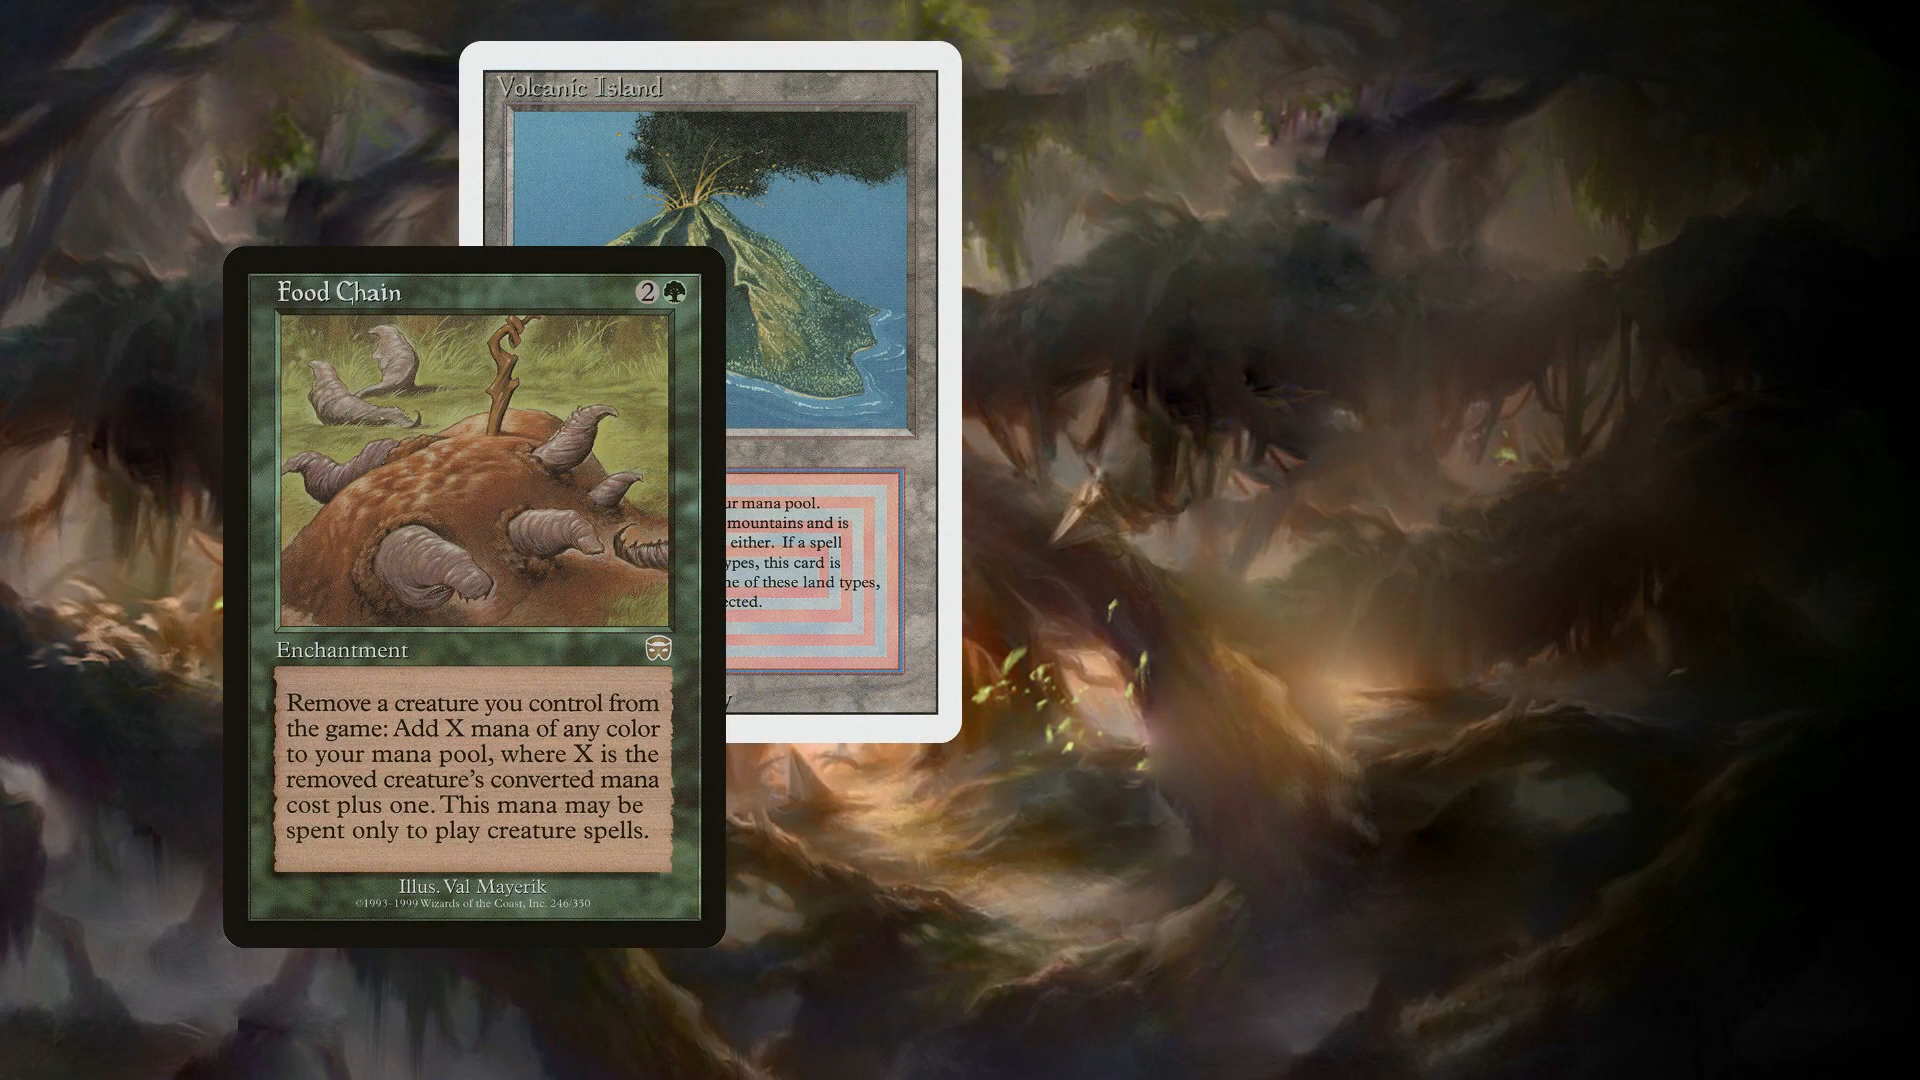 Volcanic Island
ur mana pool.
mountains and is
either. If a spell
ypes, this card is
ne of these land types,
ected.
y
Food Chain
2
Enchantment
Remove a creature you control from
the game: Add X mana of any color
to your mana pool, where X is the
removed creature's converted mana
cost plus one. This mana may be
spent only to play creature spells.
Illus. Val Mayerik
©1993-1999 Wizards of the Coast, Inc. 246/350